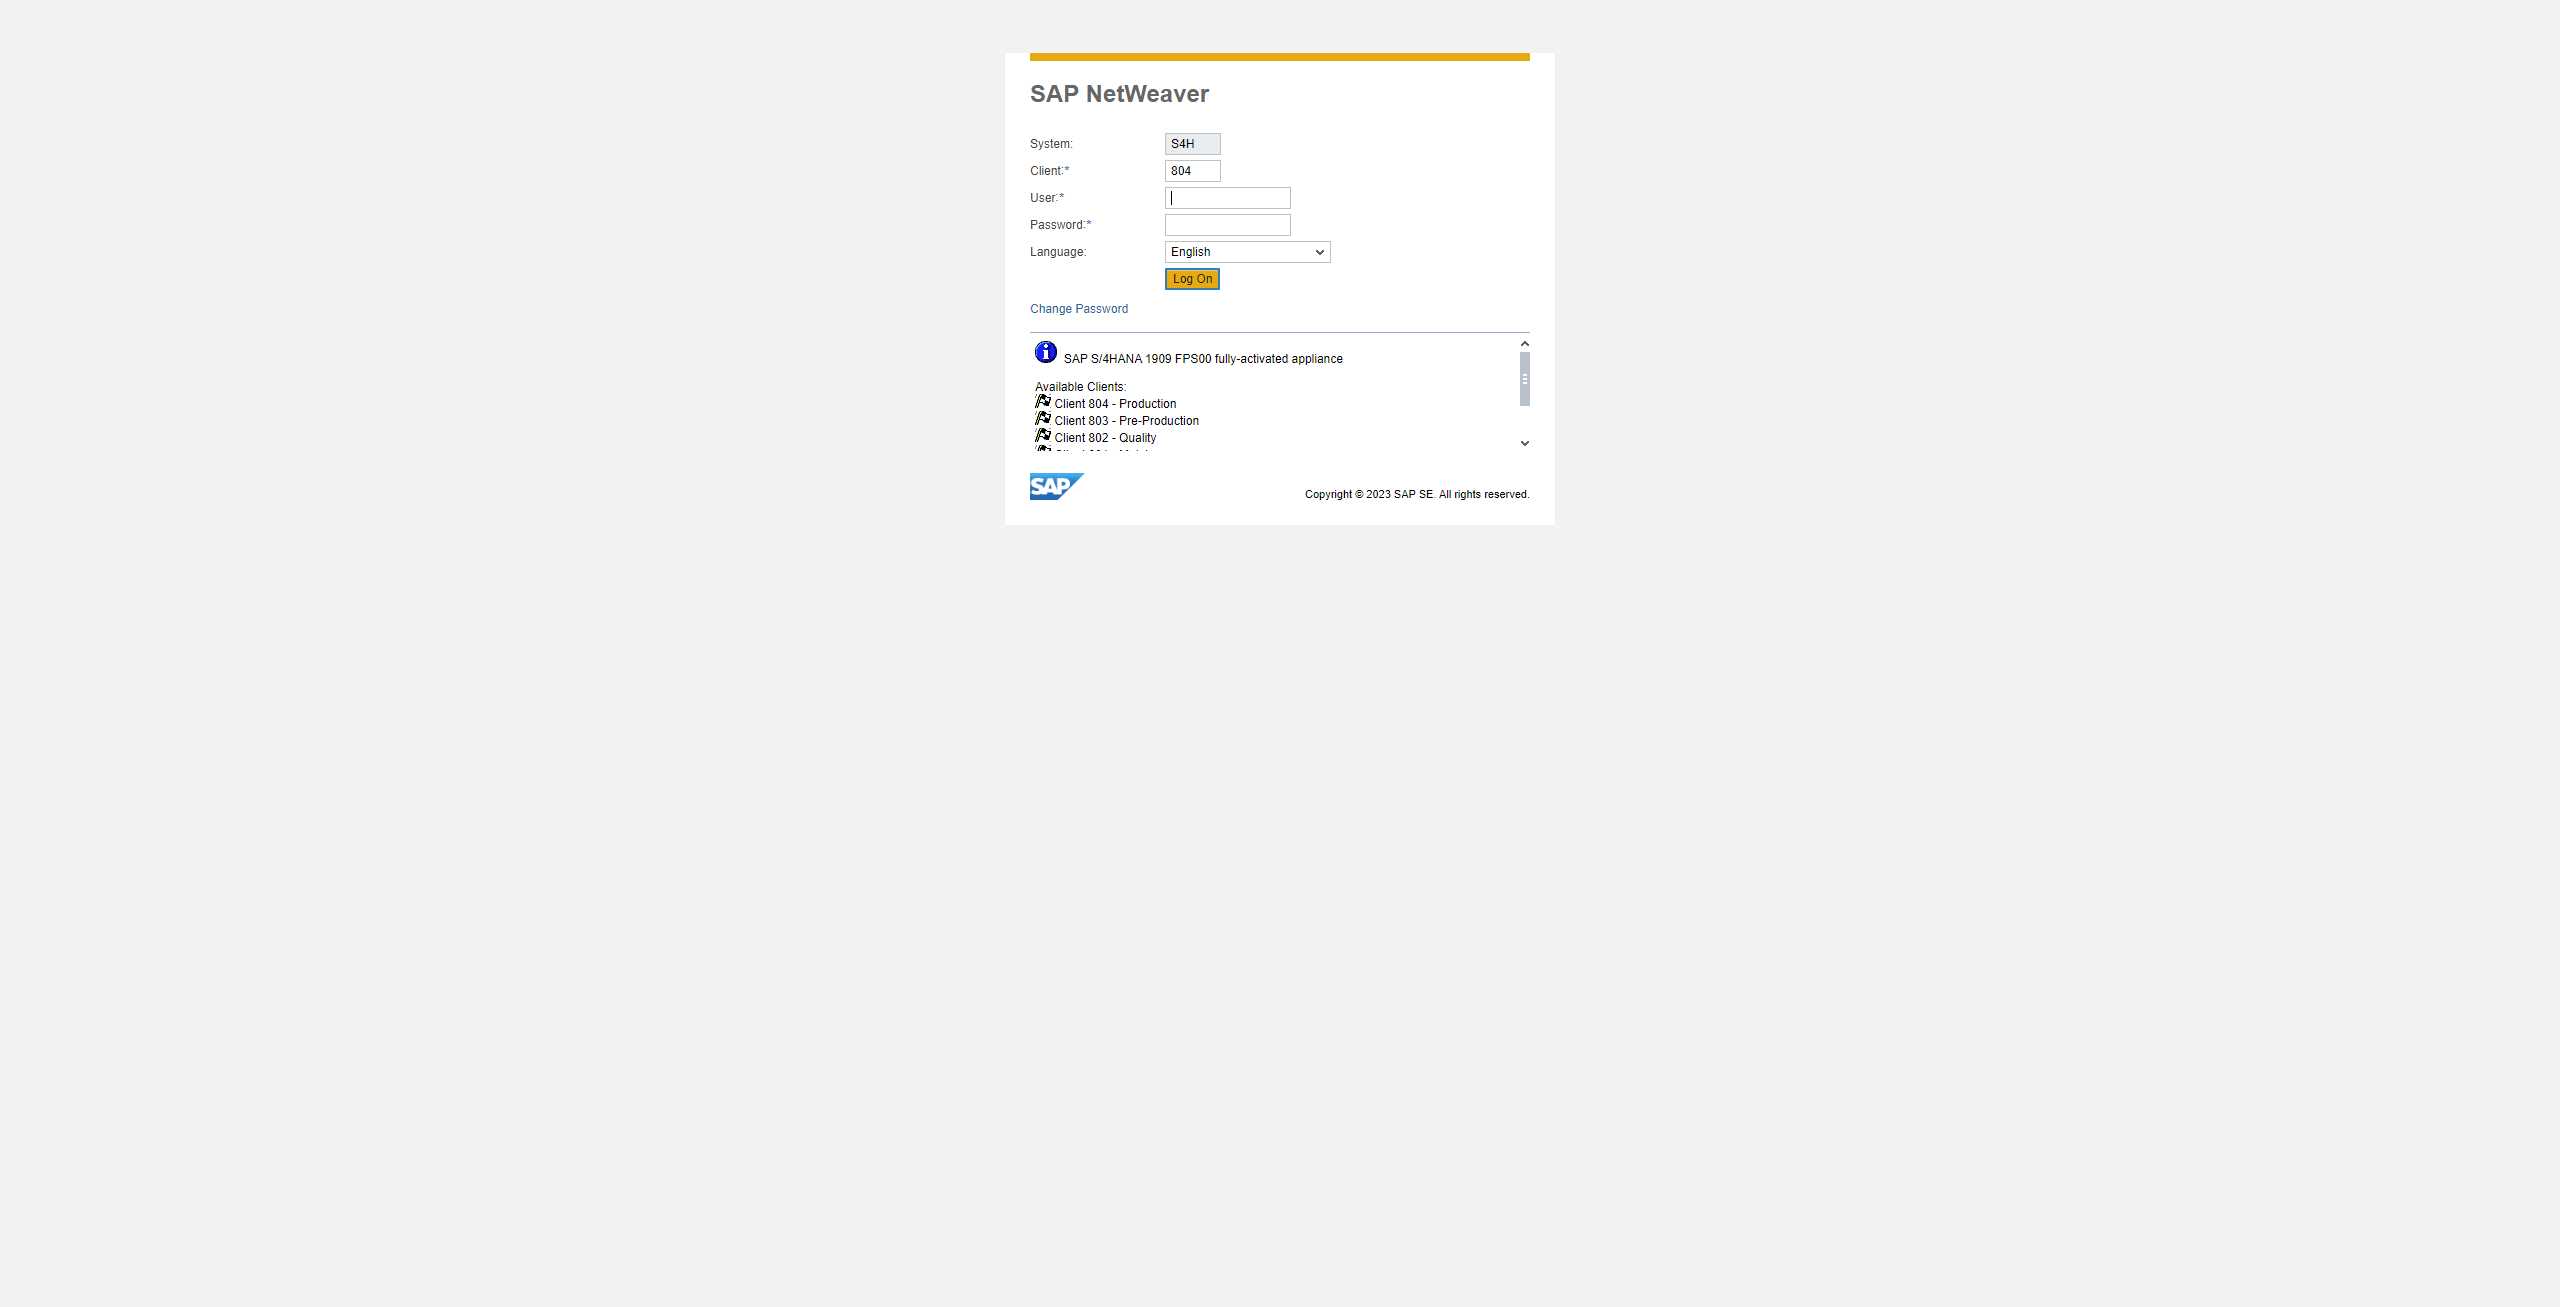 SAP NetWeaver
System: S4H
Client:* 804
User:*
Password:*
Language: English
Log On
Change Password
SAP S/4HANA 1909 FPS00 fully-activated appliance
Available Clients:
Client 804 - Production
Client 803 - Pre-Production
Client 802 - Quality
SAP
Copyright © 2023 SAP SE. All rights reserved.